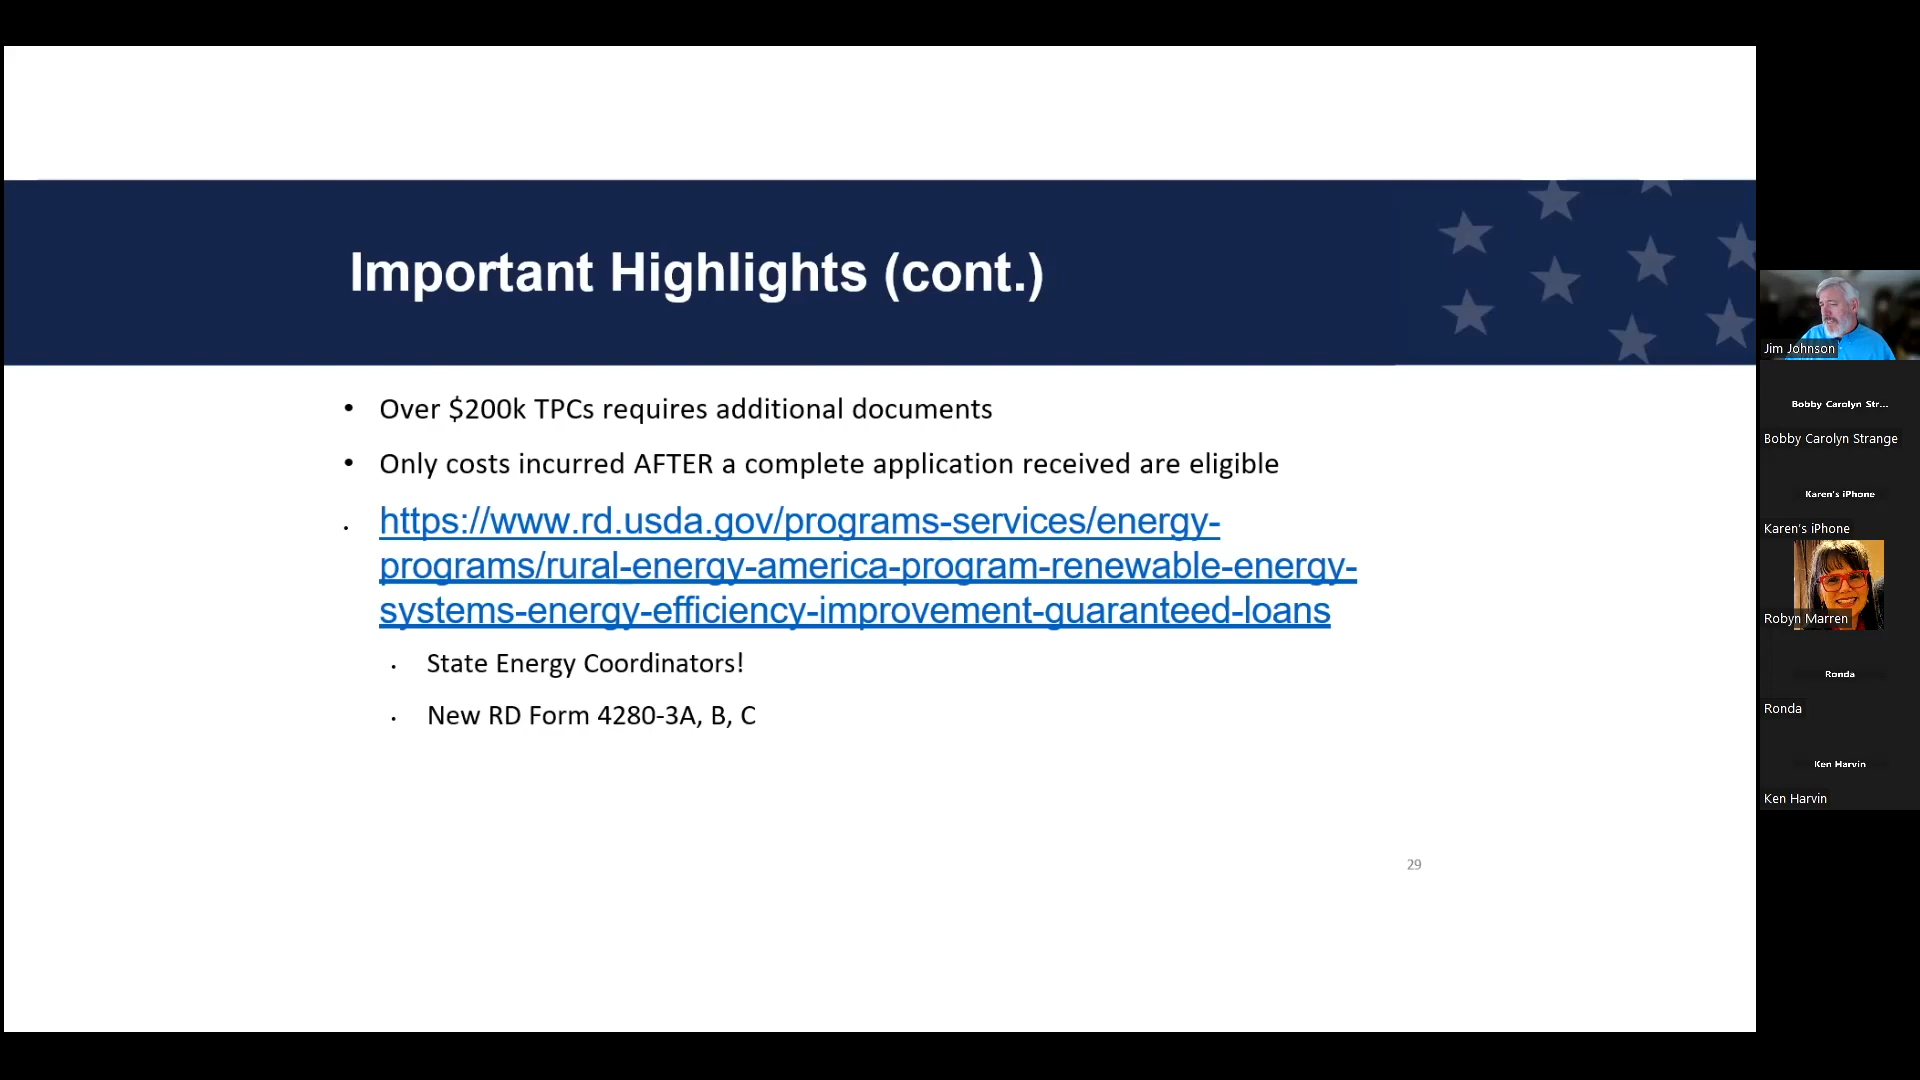 Important Highlights (cont.)
• Over $200k TPCs requires additional documents
• Only costs incurred AFTER a complete application received are eligible
• https://www.rd.usda.gov/programs-services/energy-
programs/rural-energy-america-program-renewable-energy-
systems-energy-efficiency-improvement-guaranteed-loans
• State Energy Coordinators!
• New RD Form 4280-3A, B, C
29
Jim Johnson
Bobby Carolyn Str...
Bobby Carolyn Strange
Karen's iPhone
Karen's iPhone
Robyn Marren
Ronda
Ronda
Ken Harvin
Ken Harvin